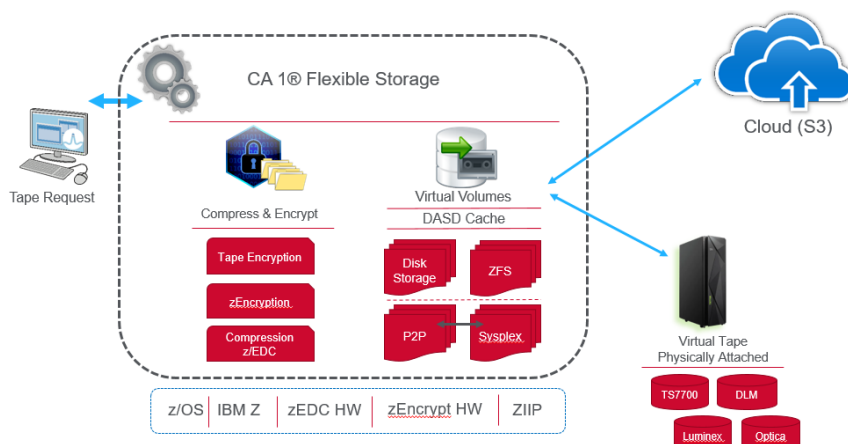 CA 1® Flexible Storage
Tape Request
Compress & Encrypt
Tape Encryption
zEncryption
Compression
z/EDC
Virtual Volumes
DASD Cache
Disk
Storage
ZFS
P2P
Sysplex
Cloud (S3)
Virtual Tape
Physically Attached
TS7700
DLM
Luminex
Optica
z/OS
IBM Z
zEDC HW
zEncrypt HW
ZIIP